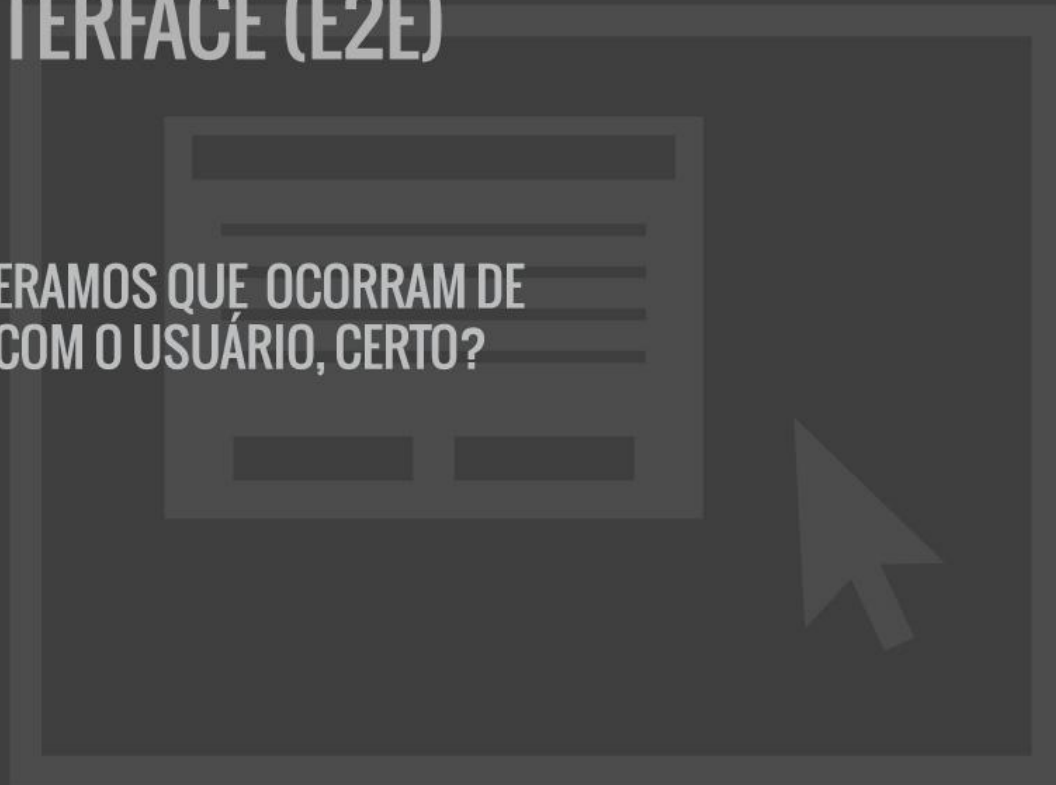 TERFACE (E2E)
ERAMOS QUE OCORRAM DE
COM O USUÁRIO, CERTO?